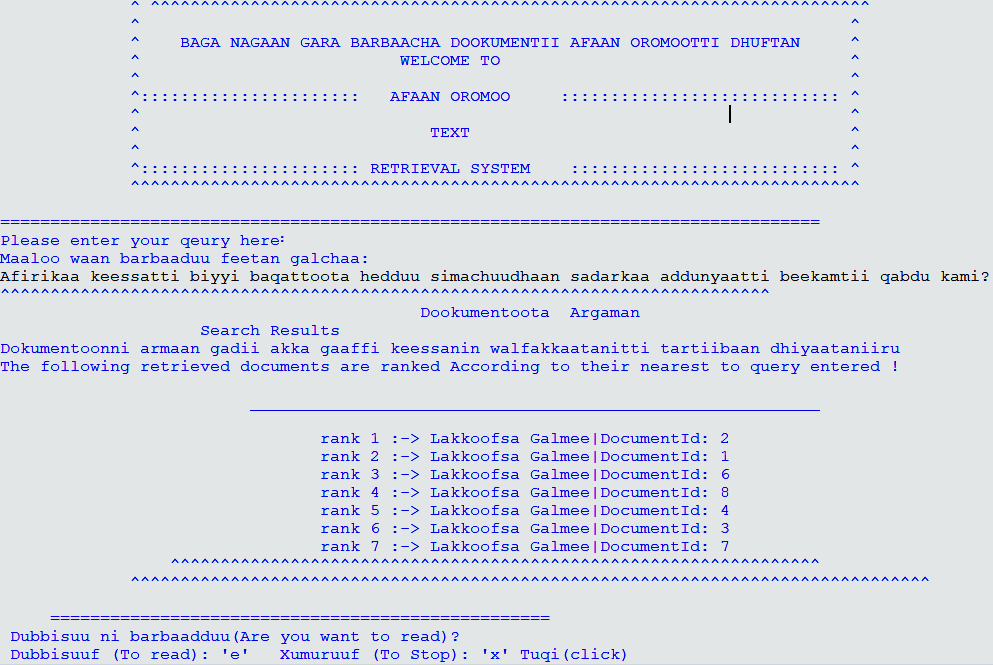 BAGA NAGAAN GARA BARBAACHA DOOKUMENTII AFAAN OROMOOTTI DHUFTAN
WELCOME TO
^:::::::::::::::::::::: AFAAN OROMOO :::::::::::::::::::::::::::: ^
TEXT
^:::::::::::::::::::::: RETRIEVAL SYSTEM ::::::::::::::::::::::::::: ^
Please enter your qeury here:
Maaloo waan barbaaduu feetan galchaa:
Afirikaa keessatti biyyi baqattoota hedduu simachuudhaan sadarkaa addunyaatti beekamtii qabdu kami?
Dookumentoota Argaman
Search Results
Dokumentoonni armaan gadii akka gaaffi keessanin walfakkaatanitti tartiibaan dhiyaataniiru
The following retrieved documents are ranked According to their nearest to query entered !
rank 1 :-> Lakkoofsa Galmee|DocumentId: 2
rank 2 :-> Lakkoofsa Galmee|DocumentId: 1
rank 3 :-> Lakkoofsa Galmee|DocumentId: 6
rank 4 :-> Lakkoofsa Galmee|DocumentId: 8
rank 5 :-> Lakkoofsa Galmee|DocumentId: 4
rank 6 :-> Lakkoofsa Galmee|DocumentId: 3
rank 7 :-> Lakkoofsa Galmee|DocumentId: 7
Dubbisuu ni barbaadduu(Are you want to read)?
Dubbisuuf (To read): 'e' Xumuruuf (To Stop): 'x' Tuqi(click)